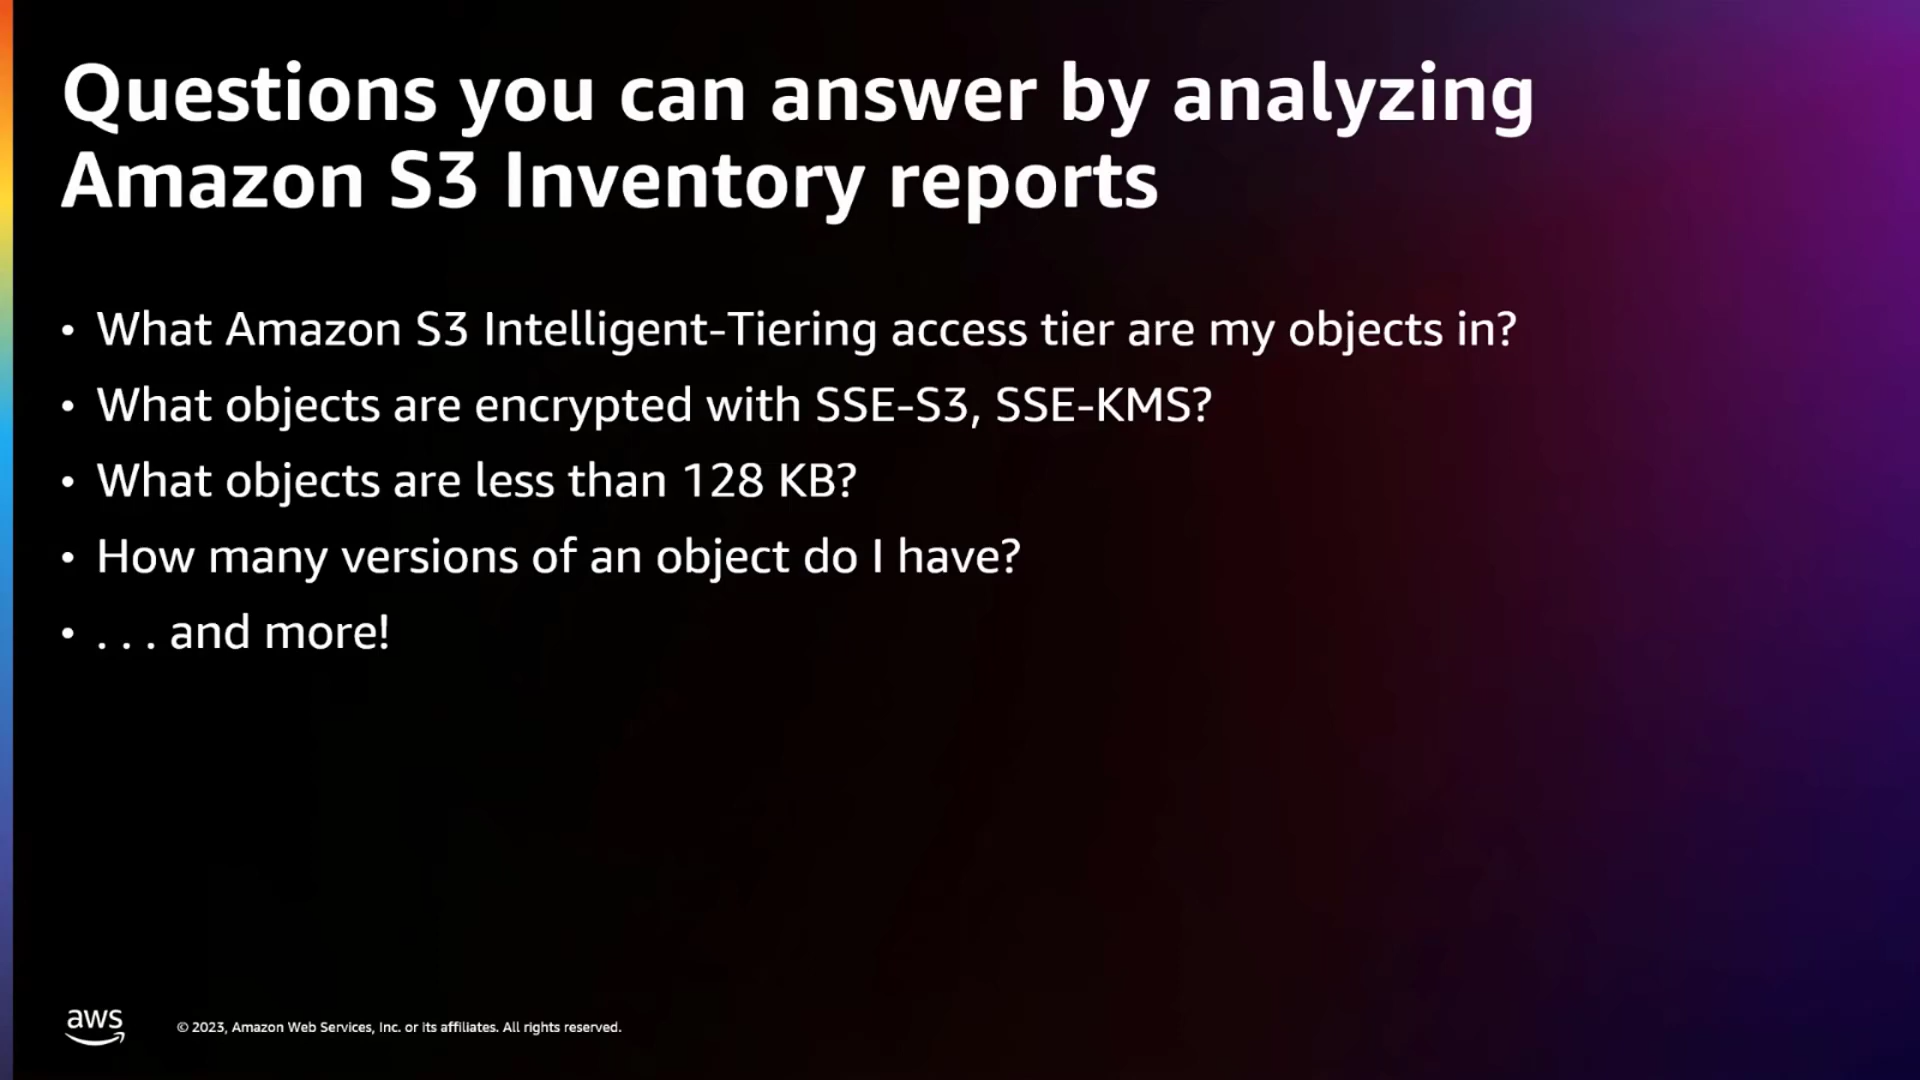 Questions you can answer by analyzing
Amazon S3 Inventory reports
• What Amazon S3 Intelligent-Tiering access tier are my objects in?
• What objects are encrypted with SSE-S3, SSE-KMS?
• What objects are less than 128 KB?
• How many versions of an object do I have?
• . . . and more!
aws
© 2023, Amazon Web Services, Inc. or its affiliates. All rights reserved.